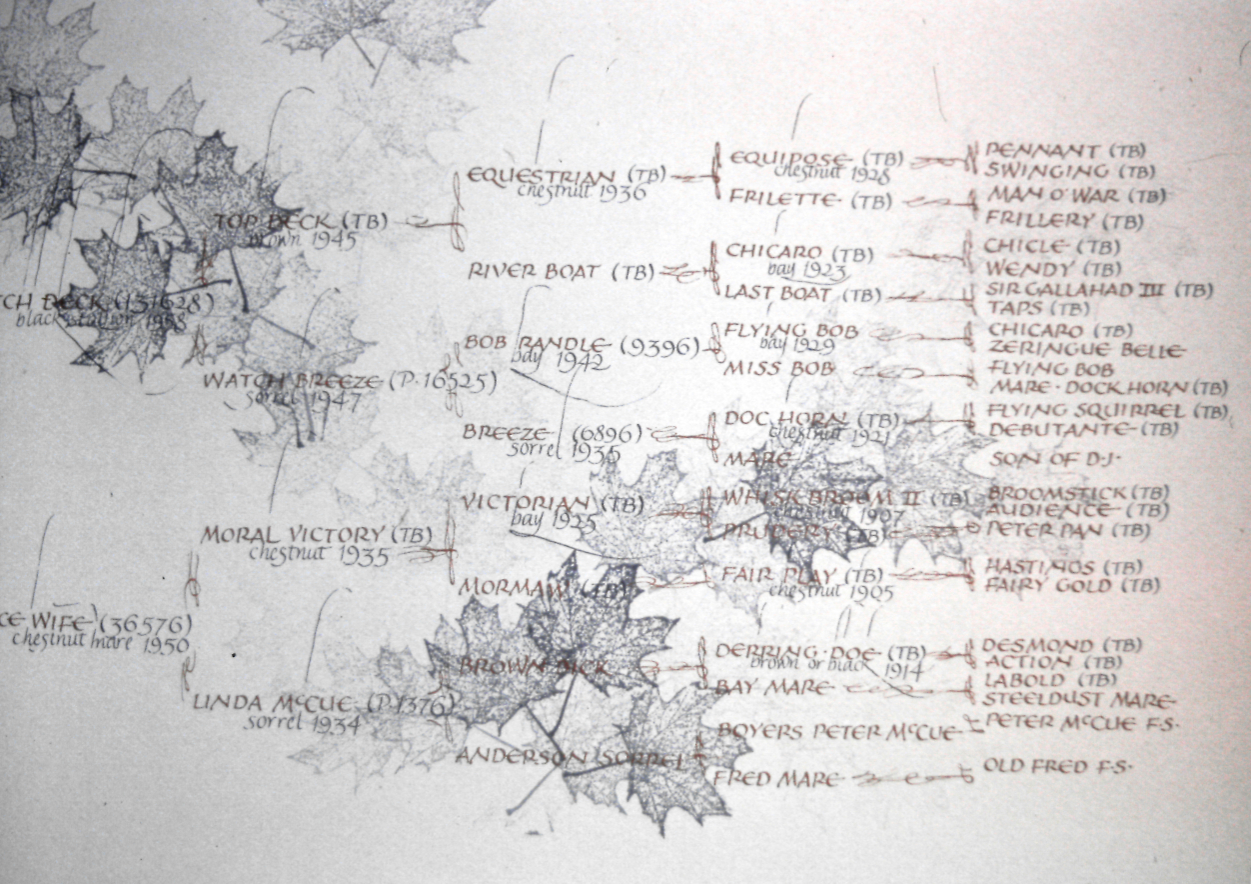 PENNANT (TB)
EQUIPOSE (TB)
chestnut 1928
SWINGING (TB)
EQUESTRIAN (TB)
chestnut 1936
FRILETTE (TB)
MAN O' WAR (TB)
FRILLERY (TB)
TOP DECK (TB)
brown 1945
CHICARO (TB)
bay 1923
CHICLE (TB)
WENDY (TB)
RIVER BOAT (TB)
LAST BOAT (TB)
SIR GALLAHAD III (TB)
TAPS (TB)
TCH DECK (131628)
black stallion 1958
FLYING BOB
bay 1929
CHICARO (TB)
ZERINGUE BELLE
BOB RANDLE (9396)
bay 1942
MISS BOB
FLYING BOB
MARE · DOCK HORN (TB)
WATCH BREEZE (P·16525)
sorrel 1947
DOC HORN (TB)
chestnut 1921
FLYING SQUIRREL (TB)
DEBUTANTE (TB)
BREEZE (6896)
sorrel 1935
MARE
SON OF D·J·
VICTORIAN (TB)
bay 1925
WHISK BROOM II (TB)
chestnut 1907
BROOMSTICK (TB)
AUDIENCE (TB)
PRUDERY (TB)
PETER PAN (TB)
MORAL VICTORY (TB)
chestnut 1935
MORMAW (TB)
FAIR PLAY (TB)
chestnut 1905
HASTINGS (TB)
FAIRY GOLD (TB)
CE WIFE (36576)
chestnut mare 1950
DERRING·DOE (TB)
brown or black 1914
DESMOND (TB)
ACTION (TB)
BROWN DICK
BAY MARE
LABOLD (TB)
STEELDUST MARE
LINDA McCUE (P·1376)
sorrel 1934
BOYERS PETER McCUE
PETER McCUE F·S·
ANDERSON SORREL
FRED MARE
OLD FRED F·S·